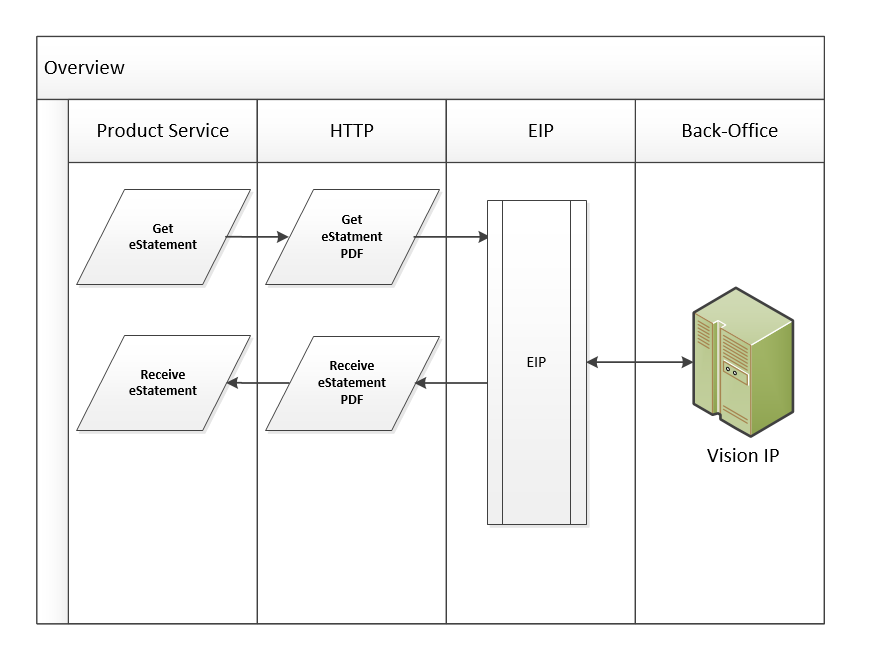 Overview
Product Service
HTTP
EIP
Back-Office
Get
eStatement
Get
eStatment
PDF
Receive
eStatement
Receive
eStatement
PDF
EIP
Vision IP